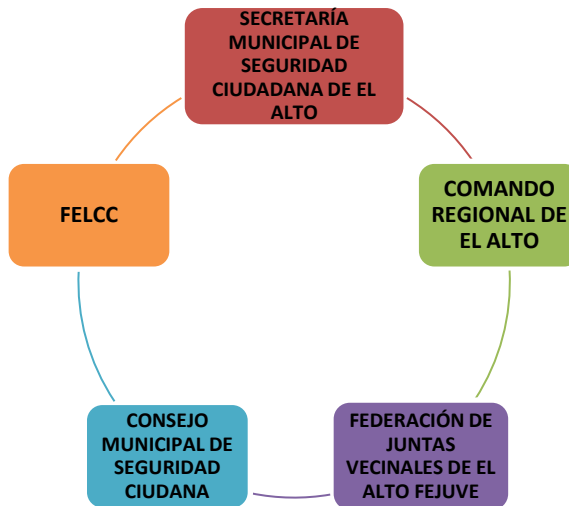 SECRETARÍA
MUNICIPAL DE
SEGURIDAD
CIUDADANA DE EL
ALTO
COMANDO
REGIONAL DE
EL ALTO
FEDERACIÓN DE
JUNTAS
VECINALES DE EL
ALTO FEJUVE
CONSEJO
MUNICIPAL DE
SEGURIDAD
CIUDANA
FELCC